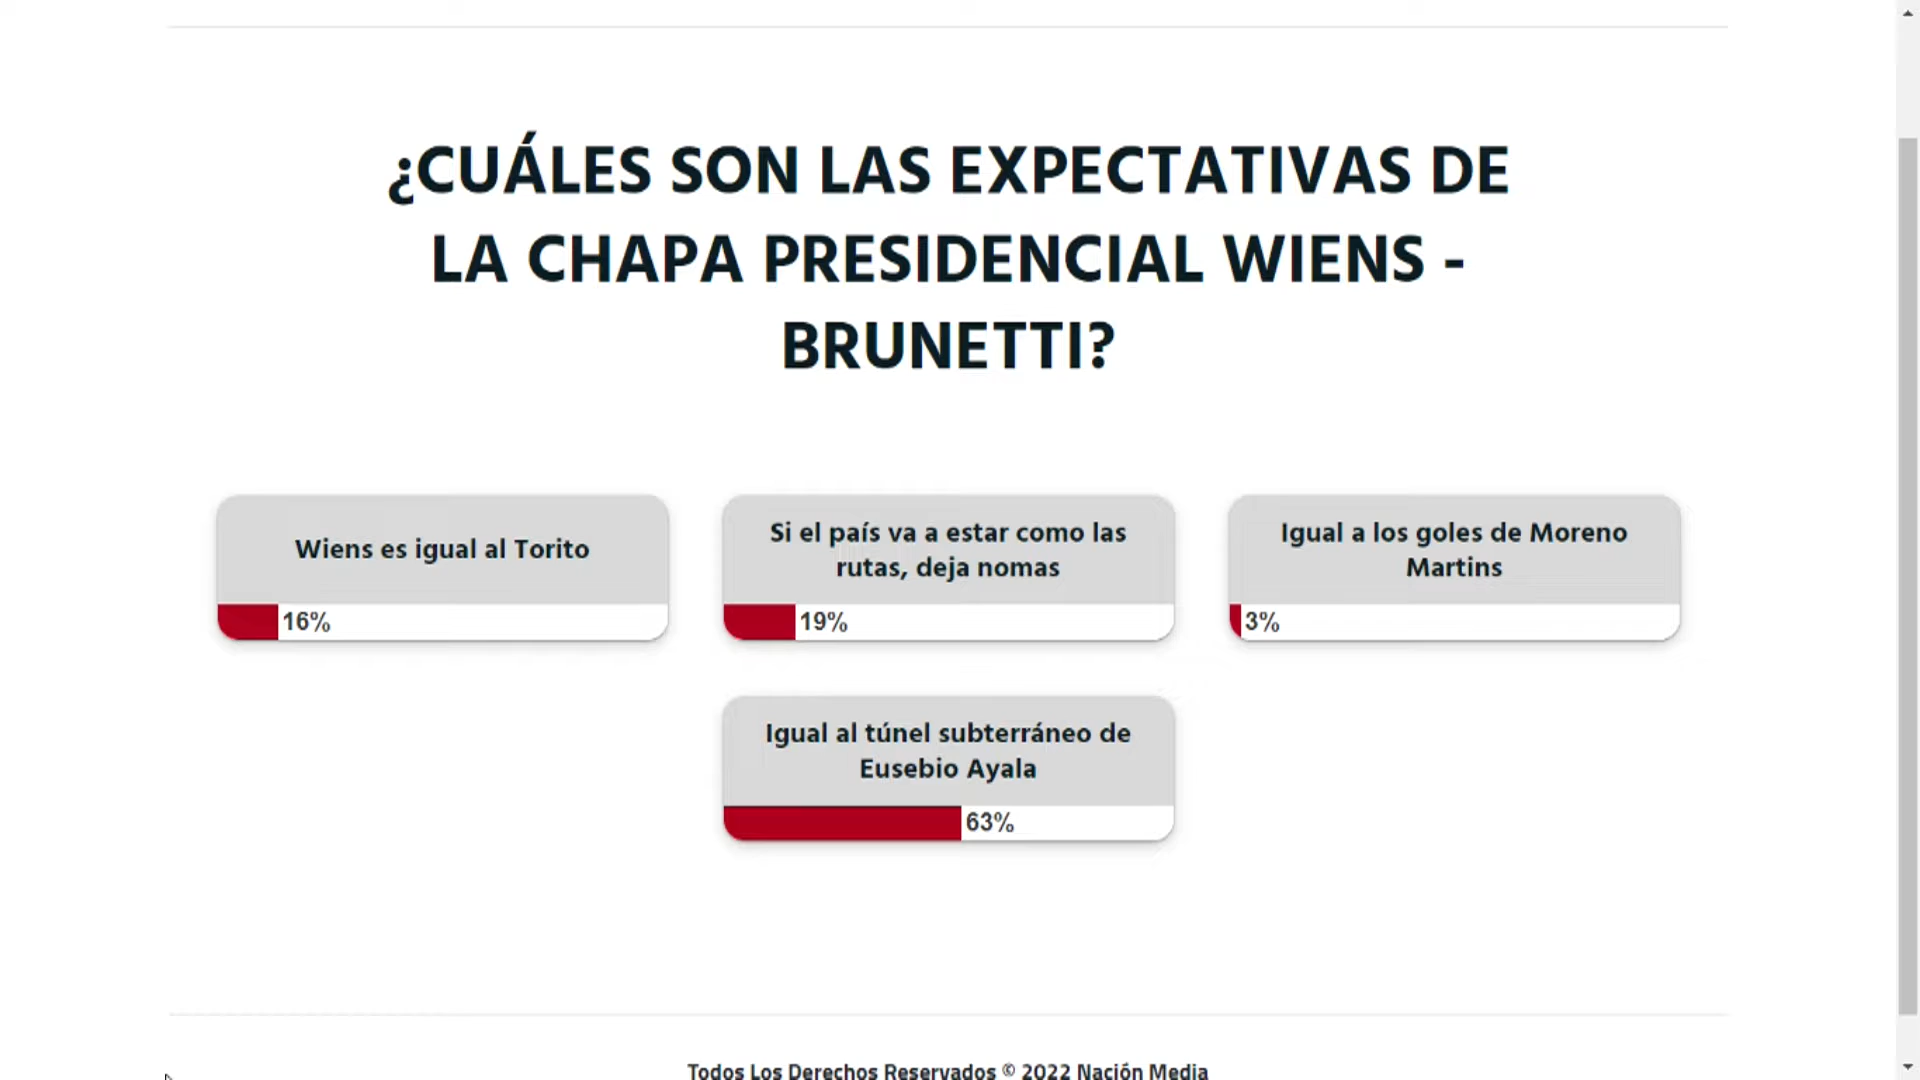 ¿CUÁLES SON LAS EXPECTATIVAS DE
LA CHAPA PRESIDENCIAL WIENS -
BRUNETTI?
Wiens es igual al Torito
16%
Si el país va a estar como las
rutas, deja nomas
19%
Igual a los goles de Moreno
Martins
3%
Igual al túnel subterráneo de
Eusebio Ayala
63%
Todos Los Derechos Reservados © 2022 Nación Media